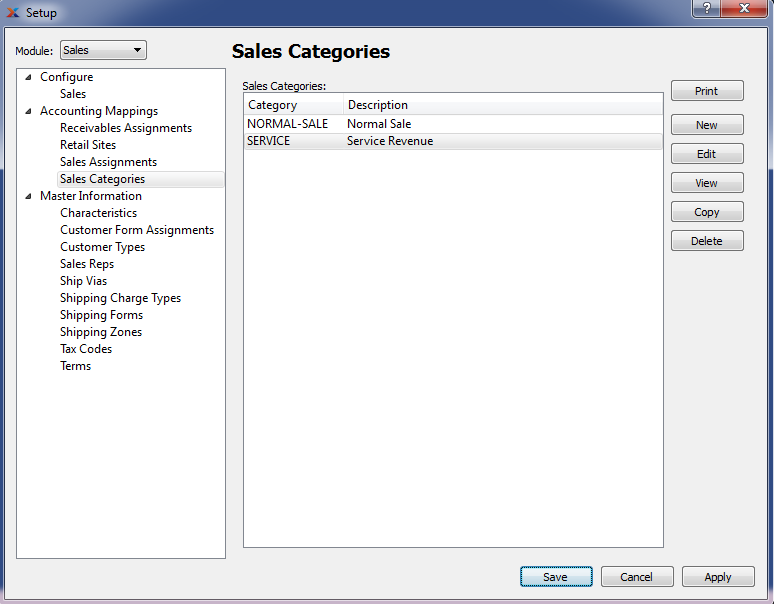 Setup
?
X
Module: Sales
Sales Categories
Configure
Sales
Accounting Mappings
Receivables Assignments
Retail Sites
Sales Assignments
Sales Categories
Master Information
Characteristics
Customer Form Assignments
Customer Types
Sales Reps
Ship Vias
Shipping Charge Types
Shipping Forms
Shipping Zones
Tax Codes
Terms
Sales Categories:
Category Description
NORMAL-SALE Normal Sale
SERVICE Service Revenue
Print
New
Edit
View
Copy
Delete
Save Cancel Apply